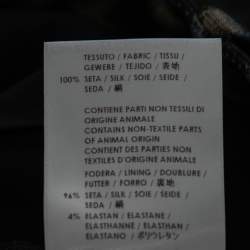 TESSUTO / FABRIC / TISSU /
GEWEBE / TEJIDO / 表地
100% SETA / SILK / SOIE / SEIDE /
SEDA / 絹
CONTIENE PARTI NON TESSILI DI
ORIGINE ANIMALE
CONTAINS NON-TEXTILE PARTS
OF ANIMAL ORIGIN
CONTIENT DES PARTIES NON
TEXTILES D'ORIGINE ANIMALE
FODERA / LINING / DOUBLURE /
FUTTER / FORRO / 裏地
96% SETA / SILK / SOIE / SEIDE /
SEDA / 絹
4% ELASTAN / ELASTANE /
ELASTHANNE / ELASTHAN /
ELASTANO / ポリウレタン